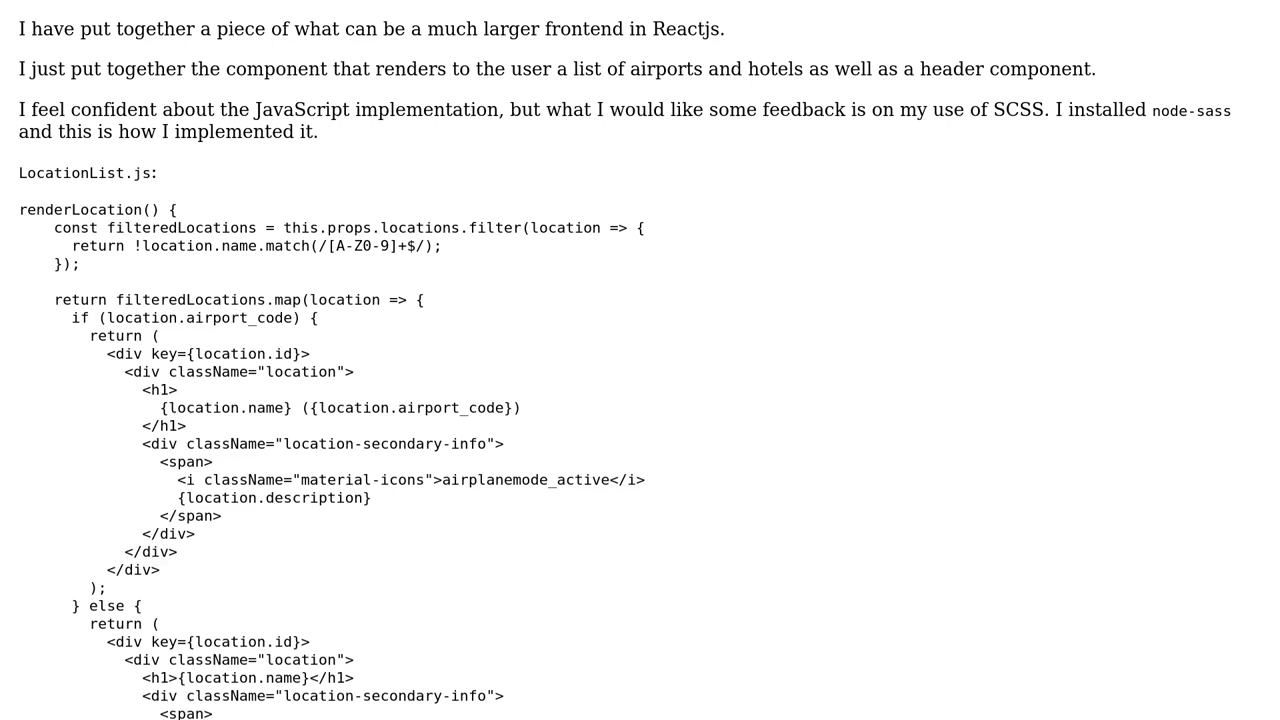 I have put together a piece of what can be a much larger frontend in Reactjs.
I just put together the component that renders to the user a list of airports and hotels as well as a header component.
I feel confident about the JavaScript implementation, but what I would like some feedback is on my use of SCSS. I installed node-sass
and this is how I implemented it.
LocationList.js:
renderLocation() {
    const filteredLocations = this.props.locations.filter(location => {
      return !location.name.match(/[A-Z0-9]+$/);
    });

    return filteredLocations.map(location => {
      if (location.airport_code) {
        return (
          <div key={location.id}>
            <div className="location">
              <h1>
                {location.name} ({location.airport_code})
              </h1>
              <div className="location-secondary-info">
                <span>
                  <i className="material-icons">airplanemode_active</i>
                  {location.description}
                </span>
              </div>
            </div>
          </div>
        );
      } else {
        return (
          <div key={location.id}>
            <div className="location">
              <h1>{location.name}</h1>
              <div className="location-secondary-info">
                <span>